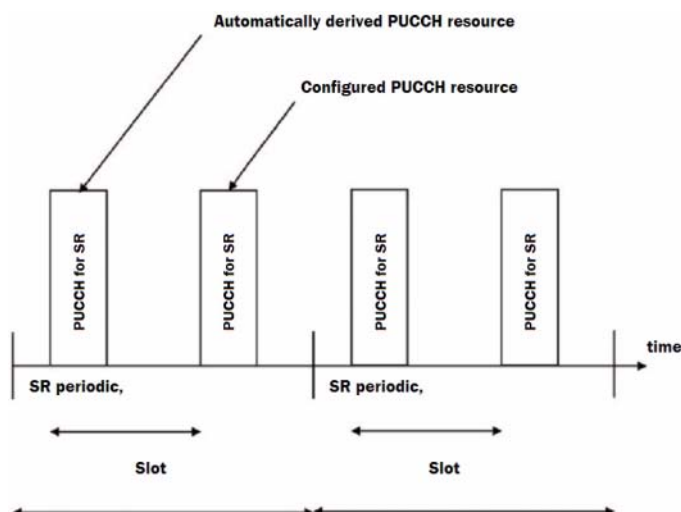 Automatically derived PUCCH resource
Configured PUCCH resource
PUCCH for SR
PUCCH for SR
PUCCH for SR
PUCCH for SR
time
SR periodic,
SR periodic,
Slot
Slot